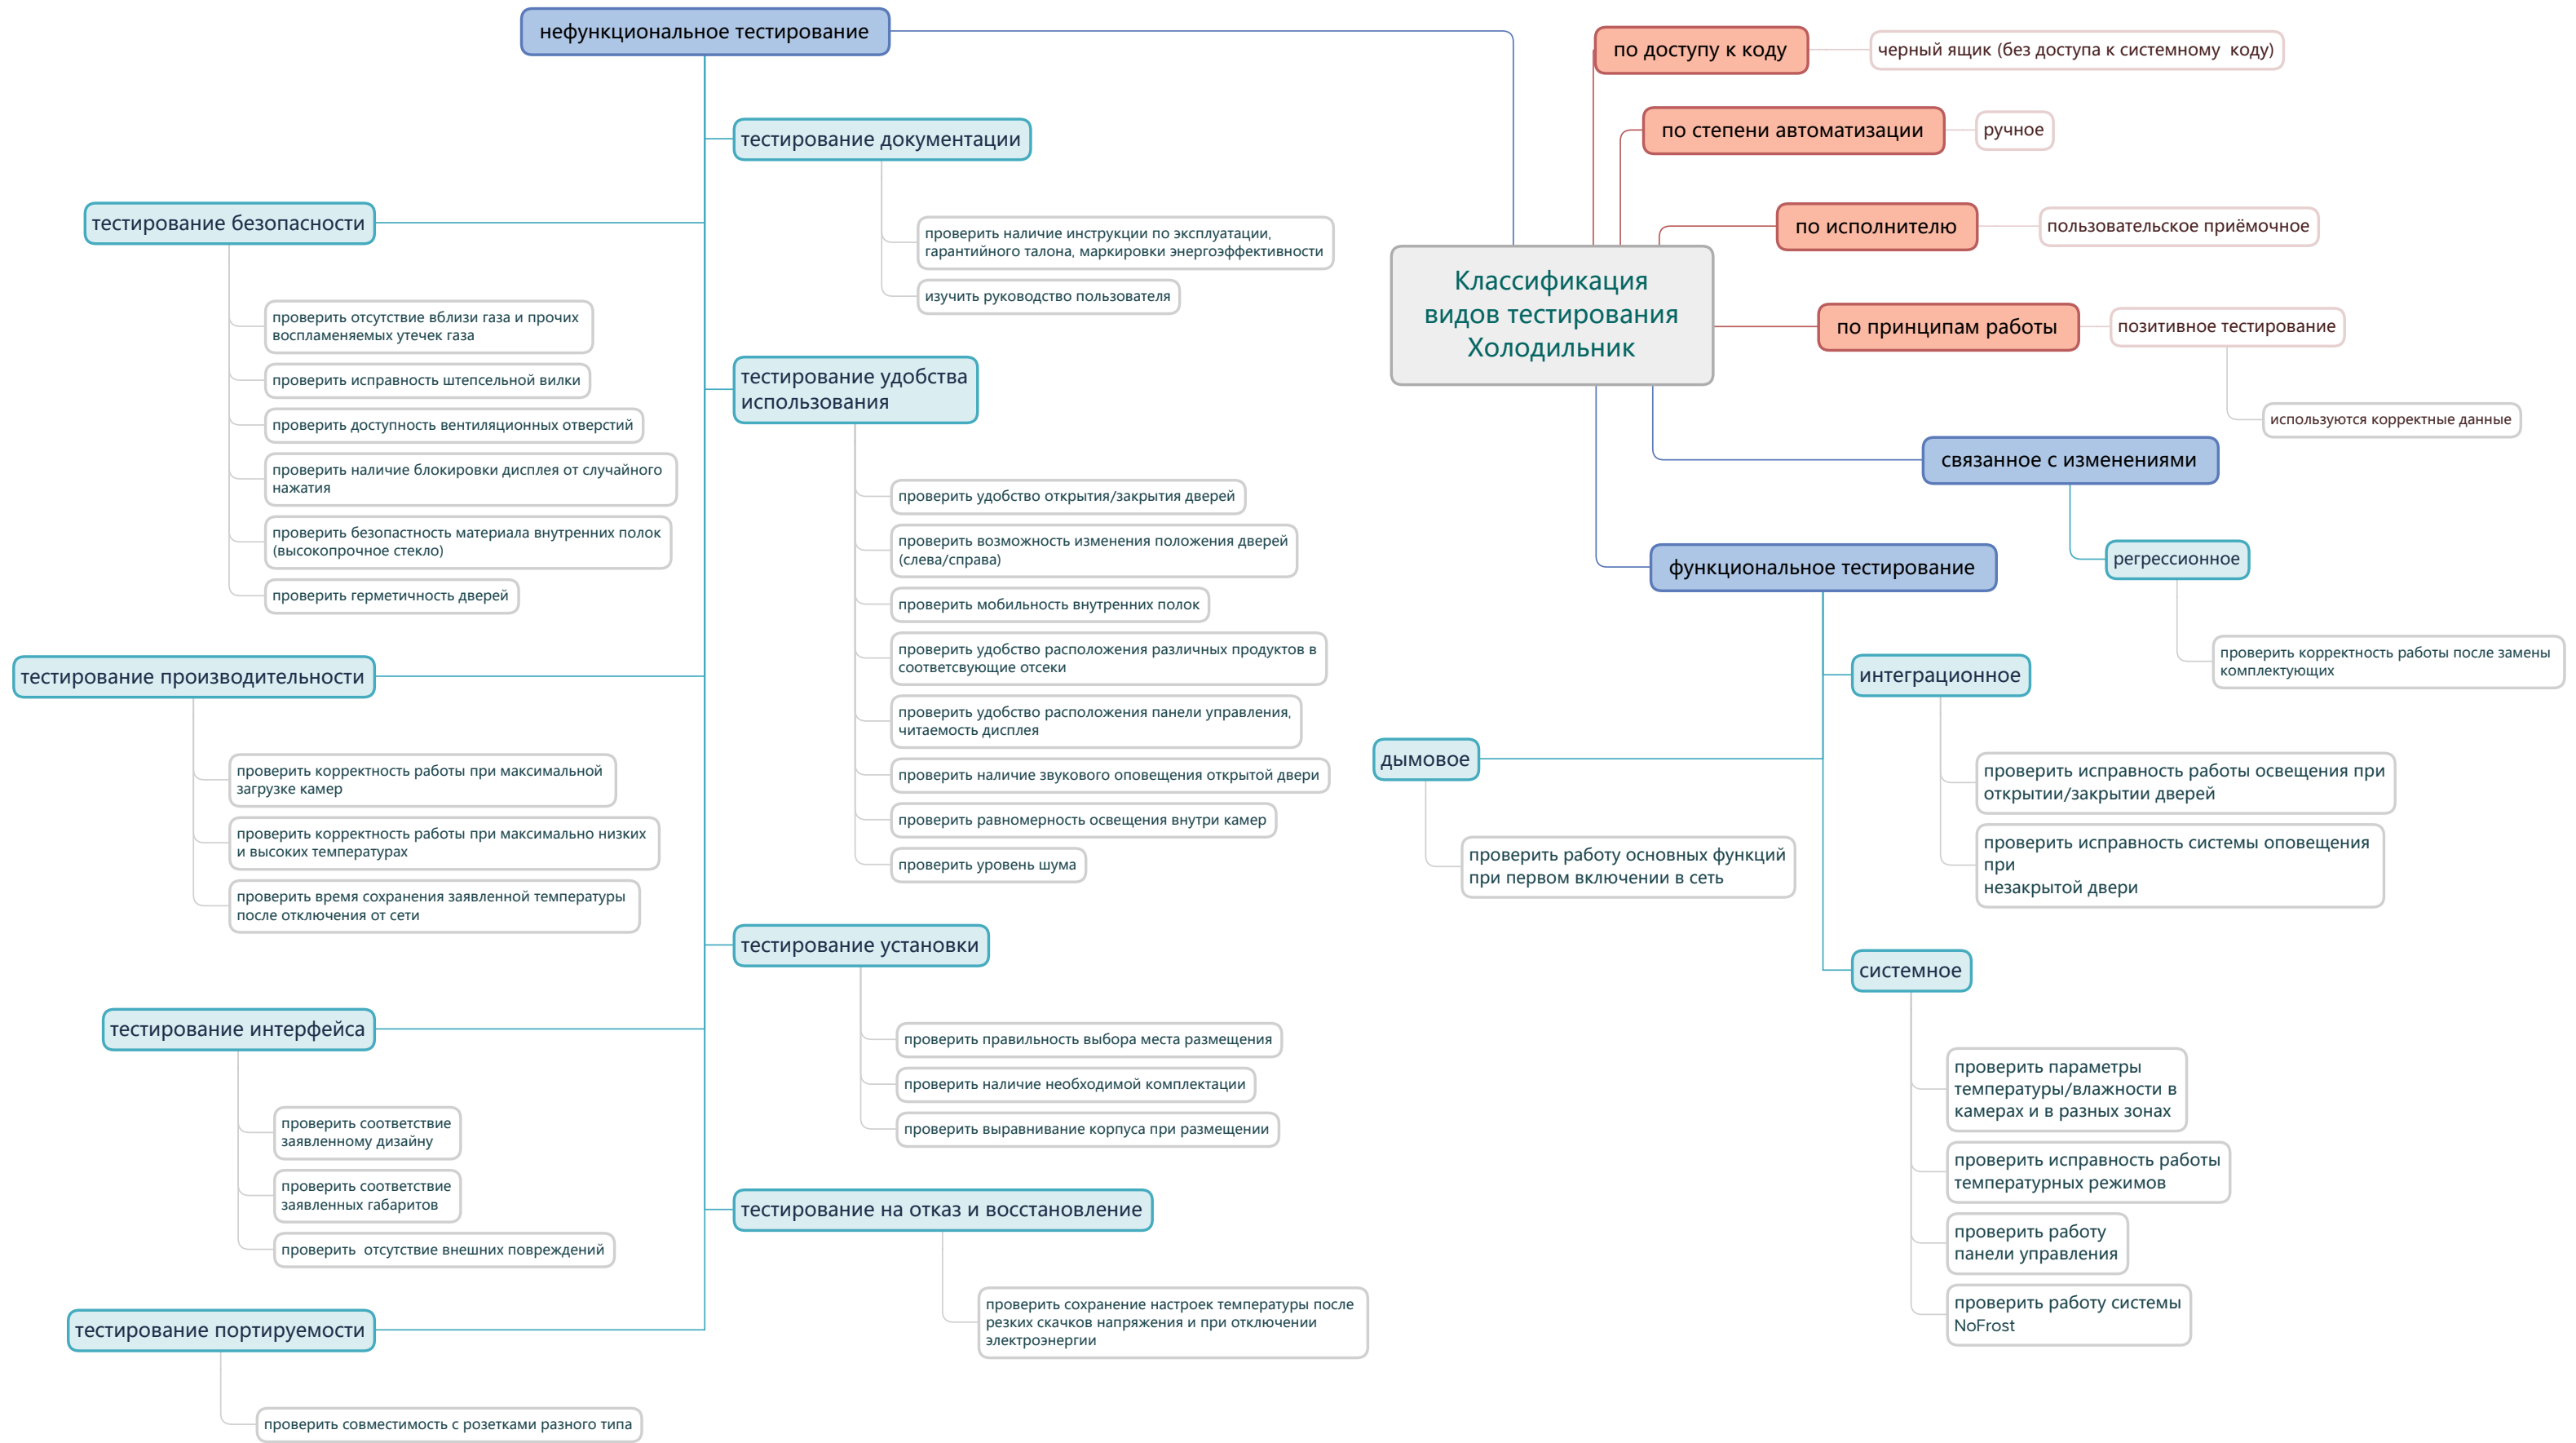 нефункциональное тестирование
тестирование документации
проверить наличие инструкции по эксплуатации,
гарантийного талона, маркировки энергоэффективности
изучить руководство пользователя
тестирование безопасности
проверить отсутствие вблизи газа и прочих
воспламеняемых утечек газа
проверить исправность штепсельной вилки
проверить доступность вентиляционных отверстий
проверить наличие блокировки дисплея от случайного
нажатия
проверить безопастность материала внутренних полок
(высокопрочное стекло)
проверить герметичность дверей
тестирование удобства
использования
проверить удобство открытия/закрытия дверей
проверить возможность изменения положения дверей
(слева/справа)
проверить мобильность внутренних полок
проверить удобство расположения различных продуктов в
соответсвующие отсеки
проверить удобство расположения панели управления,
читаемость дисплея
проверить наличие звукового оповещения открытой двери
проверить равномерность освещения внутри камер
проверить уровень шума
тестирование производительности
проверить корректность работы при максимальной
загрузке камер
проверить корректность работы при максимально низких
и высоких температурах
проверить время сохранения заявленной температуры
после отключения от сети
тестирование установки
проверить правильность выбора места размещения
проверить наличие необходимой комплектации
проверить выравнивание корпуса при размещении
тестирование интерфейса
проверить соответствие
заявленному дизайну
проверить соответствие
заявленных габаритов
проверить  отсутствие внешних повреждений
тестирование на отказ и восстановление
проверить сохранение настроек температуры после
резких скачков напряжения и при отключении
электроэнергии
тестирование портируемости
проверить совместимость с розетками разного типа
Классификация
видов тестирования
Холодильник
по доступу к коду
черный ящик (без доступа к системному  коду)
по степени автоматизации
ручное
по исполнителю
пользовательское приёмочное
по принципам работы
позитивное тестирование
используются корректные данные
связанное с изменениями
регрессионное
проверить корректность работы после замены
комплектующих
функциональное тестирование
интеграционное
проверить исправность работы освещения при
открытии/закрытии дверей
проверить исправность системы оповещения
при
незакрытой двери
дымовое
проверить работу основных функций
при первом включении в сеть
системное
проверить параметры
температуры/влажности в
камерах и в разных зонах
проверить исправность работы
температурных режимов
проверить работу
панели управления
проверить работу системы
NoFrost